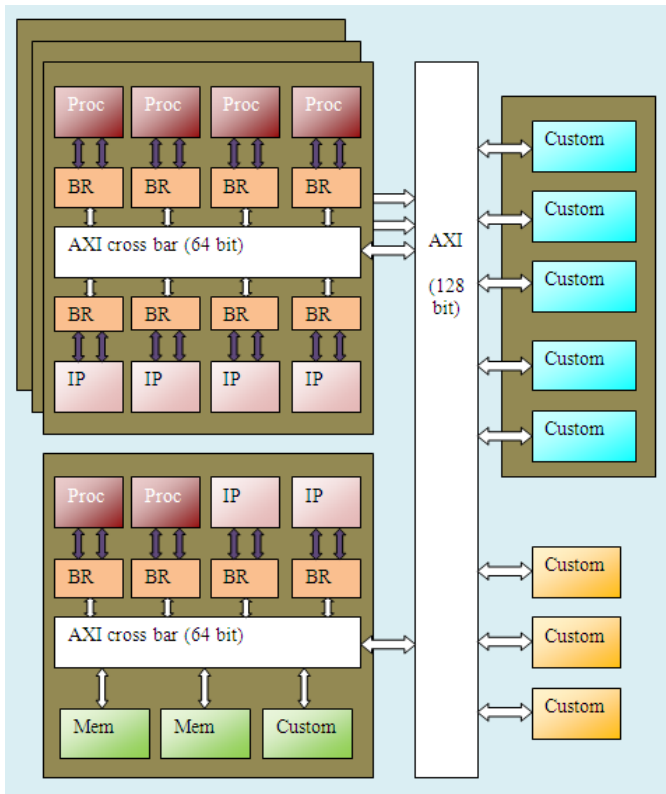 Proc Proc Proc Proc
BR BR BR BR
AXI cross bar (64 bit)
BR BR BR BR
IP IP IP IP
Proc Proc IP IP
BR BR BR BR
AXI cross bar (64 bit)
Mem Mem Custom
AXI
(128
bit)
Custom
Custom
Custom
Custom
Custom
Custom
Custom
Custom